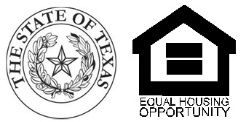 THE STATE OF TEXAS
EQUAL HOUSING
OPPORTUNITY